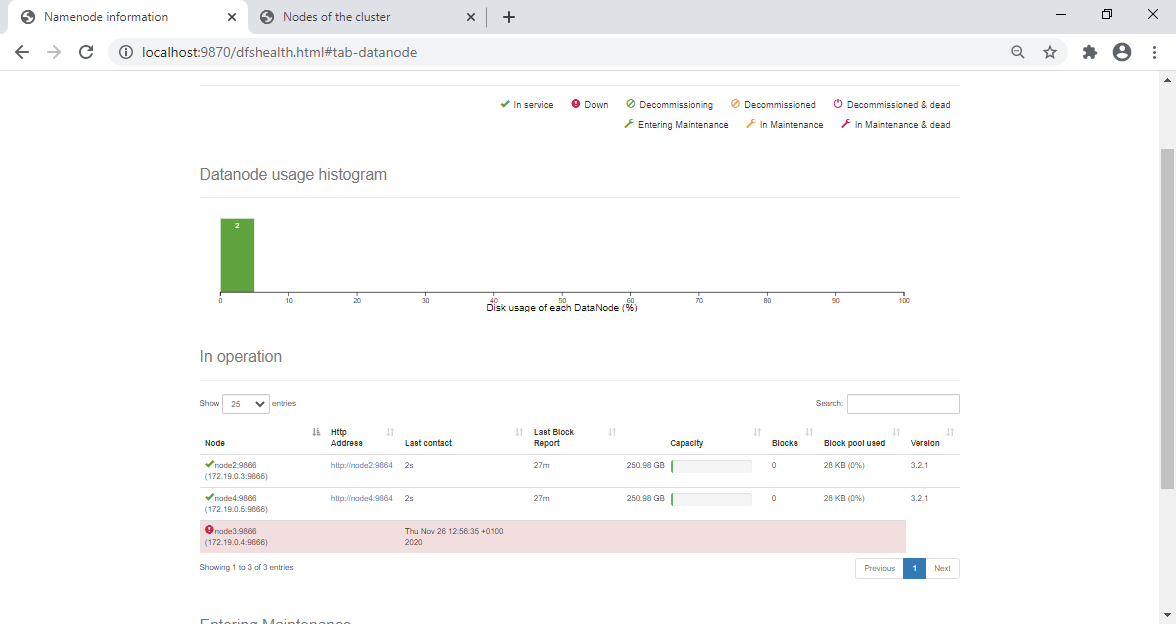 Namenode information
Nodes of the cluster
localhost:9870/dfshealth.html#tab-datanode
In service Down Decommissioning Decommissioned Decommissioned & dead
Entering Maintenance In Maintenance In Maintenance & dead
Datanode usage histogram
2
0 10 20 30 40 50 60 70 80 90 100
Disk usage of each DataNode (%)
In operation
Show 25 entries Search:
Node Http Address Last contact Last Block Report Capacity Blocks Block pool used Version
node2:9866 http://node2:9864 2s 27m 250.98 GB 0 28 KB (0%) 3.2.1
(172.19.0.3:9866)
node4:9866 http://node4:9864 2s 27m 250.98 GB 0 28 KB (0%) 3.2.1
(172.19.0.5:9866)
node3:9866 Thu Nov 26 12:56:35 +0100
(172.19.0.4:9866) 2020
Showing 1 to 3 of 3 entries Previous 1 Next
Entering Maintenance